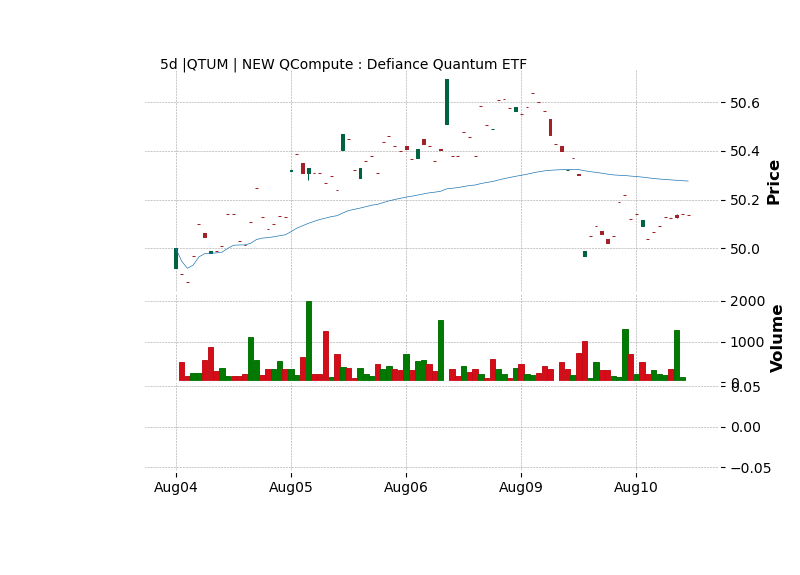 5d |QTUM | NEW QCompute : Defiance Quantum ETF
50.6
50.4
50.2
50.0
Price
2000
1000
0
Volume
0.05
0.00
−0.05
Aug04 Aug05 Aug06 Aug09 Aug10